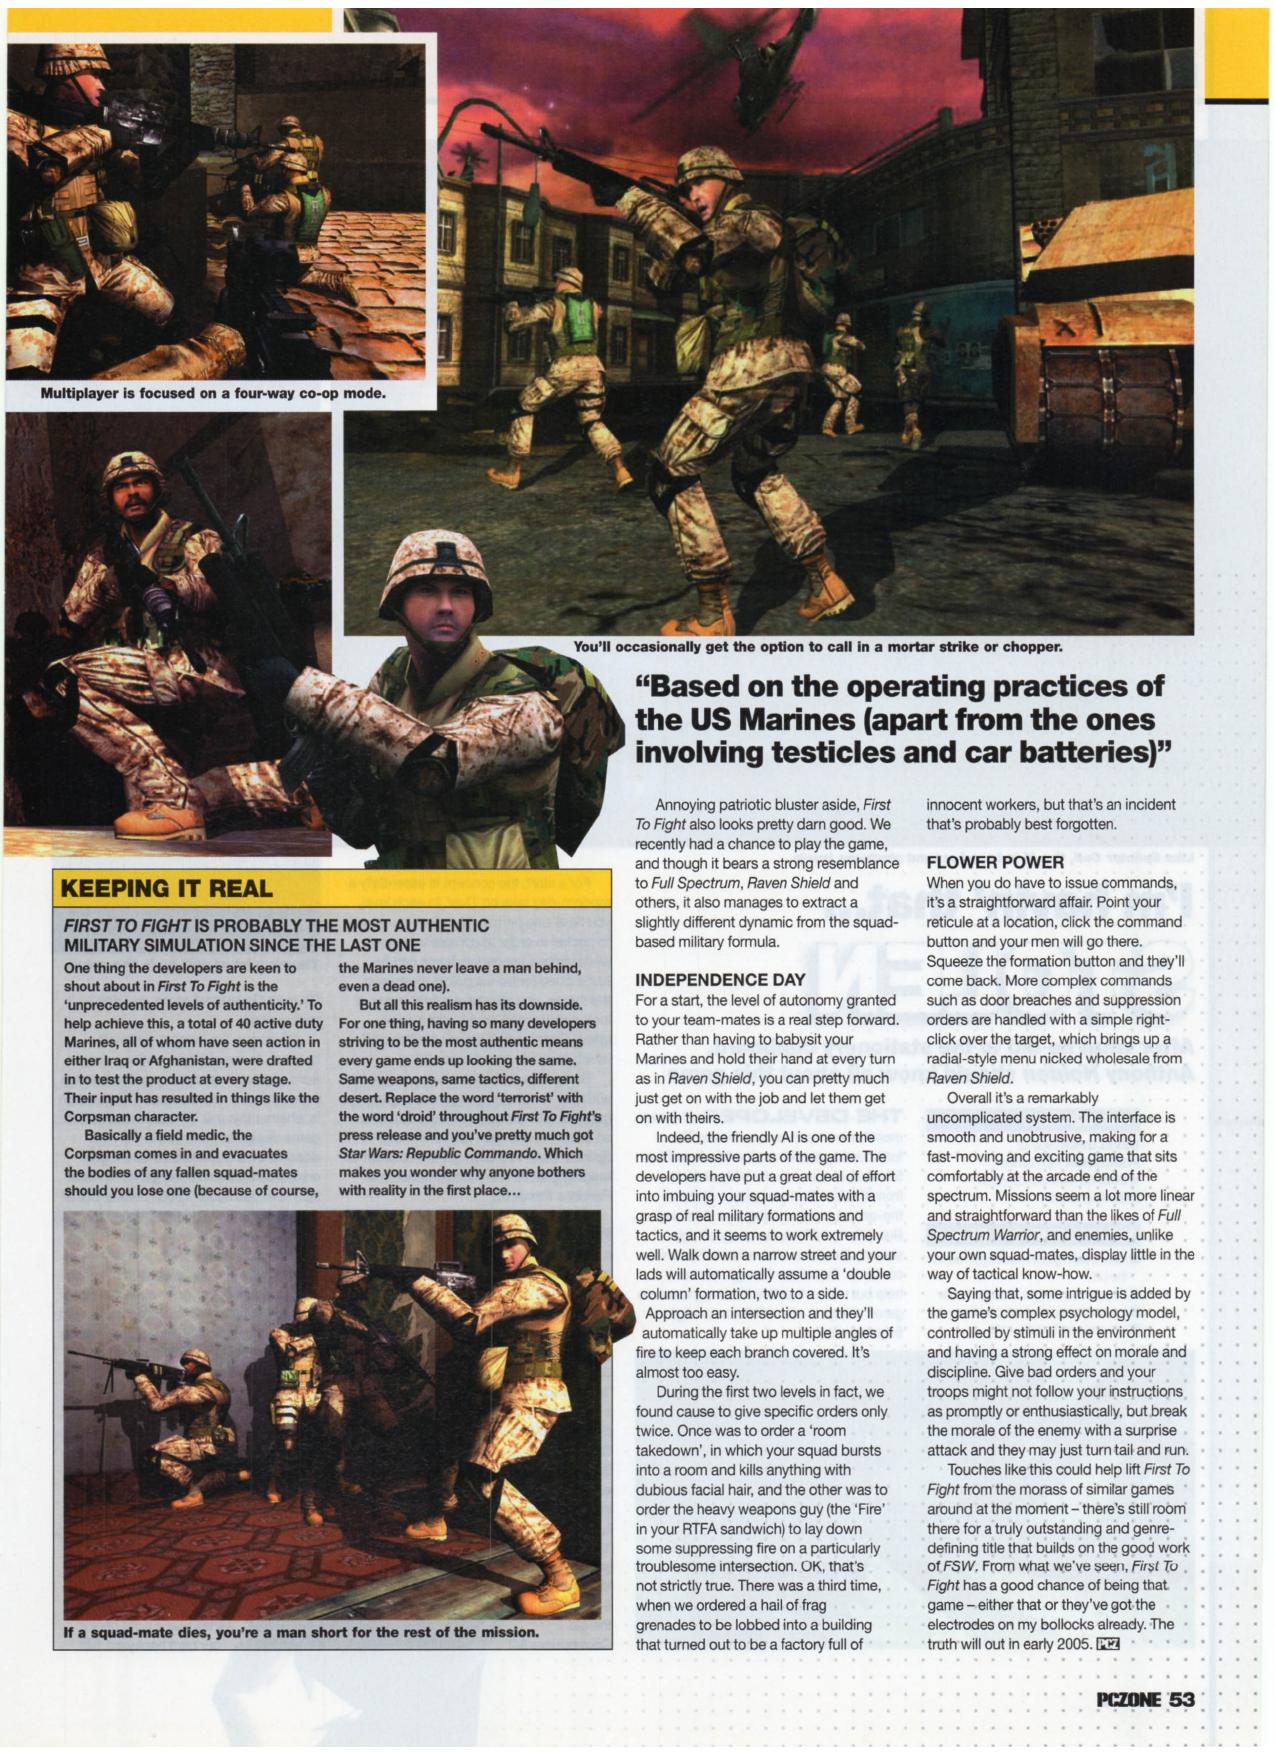 Multiplayer is focused on a four-way co-op mode.
You'll occasionally get the option to call in a mortar strike or chopper.
“Based on the operating practices of
the US Marines (apart from the ones
involving testicles and car batteries)”
KEEPING IT REAL
FIRST TO FIGHT IS PROBABLY THE MOST AUTHENTIC
MILITARY SIMULATION SINCE THE LAST ONE
One thing the developers are keen to
shout about in First To Fight is the
‘unprecedented levels of authenticity.’ To
help achieve this, a total of 40 active duty
Marines, all of whom have seen action in
either Iraq or Afghanistan, were drafted
in to test the product at every stage.
Their input has resulted in things like the
Corpsman character.
Basically a field medic, the
Corpsman comes in and evacuates
the bodies of any fallen squad-mates
should you lose one (because of course,
the Marines never leave a man behind,
even a dead one).
But all this realism has its downside.
For one thing, having so many developers
striving to be the most authentic means
every game ends up looking the same.
Same weapons, same tactics, different
desert. Replace the word ‘terrorist’ with
the word ‘droid’ throughout First To Fight's
press release and you've pretty much got
Star Wars: Republic Commando. Which
makes you wonder why anyone bothers
with reality in the first place...
If a squad-mate dies, you're a man short for the rest of the mission.
Annoying patriotic bluster aside, First
To Fight also looks pretty darn good. We
recently had a chance to play the game,
and though it bears a strong resemblance
to Full Spectrum, Raven Shield and
others, it also manages to extract a
slightly different dynamic from the squad-
based military formula.
INDEPENDENCE DAY
For a start, the level of autonomy granted
to your team-mates is a real step forward.
Rather than having to babysit your
Marines and hold their hand at every turn
as in Raven Shield, you can pretty much
just get on with the job and let them get
on with theirs.
Indeed, the friendly AI is one of the
most impressive parts of the game. The
developers have put a great deal of effort
into imbuing your squad-mates with a
grasp of real military formations and
tactics, and it seems to work extremely
well. Walk down a narrow street and your
lads will automatically assume a ‘double
column’ formation, two to a side.
Approach an intersection and they'll
automatically take up multiple angles of
fire to keep each branch covered. It's
almost too easy.
During the first two levels in fact, we
found cause to give specific orders only
twice. Once was to order a ‘room
takedown’, in which your squad bursts
into a room and kills anything with
dubious facial hair, and the other was to
order the heavy weapons guy (the ‘Fire’
in your RTFA sandwich) to lay down
some suppressing fire on a particularly
troublesome intersection. OK, that's
not strictly true. There was a third time,
when we ordered a hail of frag
grenades to be lobbed into a building
that turned out to be a factory full of
innocent workers, but that's an incident
that's probably best forgotten.
FLOWER POWER
When you do have to issue commands,
it's a straightforward affair. Point your
reticule at a location, click the command
button and your men will go there.
Squeeze the formation button and they'll
come back. More complex commands
such as door breaches and suppression
orders are handled with a simple right-
click over the target, which brings up a
radial-style menu nicked wholesale from
Raven Shield.
Overall it's a remarkably
uncomplicated system. The interface is
smooth and unobtrusive, making for a
fast-moving and exciting game that sits
comfortably at the arcade end of the
spectrum. Missions seem a lot more linear
and straightforward than the likes of Full
Spectrum Warrior, and enemies, unlike
your own squad-mates, display little in the
way of tactical know-how.
Saying that, some intrigue is added by
the game's complex psychology model,
controlled by stimuli in the environment
and having a strong effect on morale and
discipline. Give bad orders and your
troops might not follow your instructions
as promptly or enthusiastically, but break
the morale of the enemy with a surprise
attack and they may just turn tail and run.
Touches like this could help lift First To
Fight from the morass of similar games
around at the moment – there's still room
there for a truly outstanding and genre-
defining title that builds on the good work
of FSW. From what we've seen, First To
Fight has a good chance of being that
game – either that or they've got the
electrodes on my bollocks already. The
truth will out in early 2005. PCZ
PCZONE 53